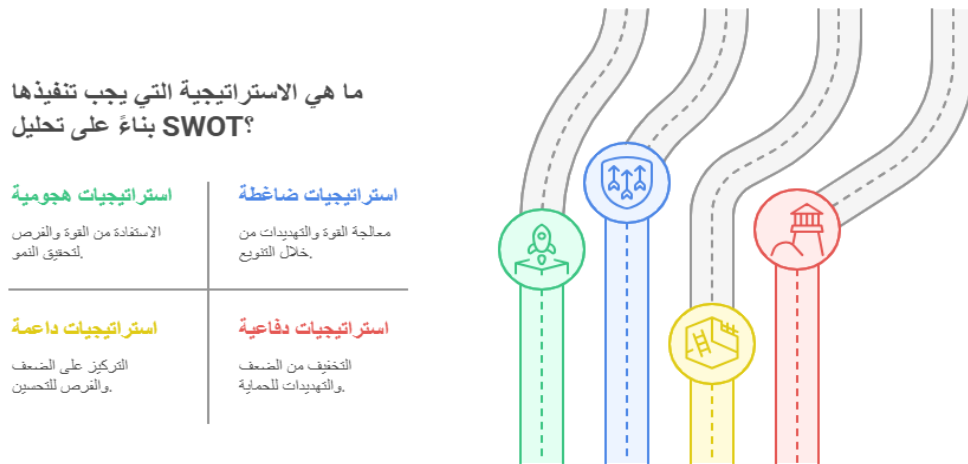 ما هي الاستراتيجية التي يجب تنفيذها
بناءً على تحليل SWOT؟
استراتيجيات هجومية
الاستفادة من القوة والفرص
لتحقيق النمو.
استراتيجيات ضاغطة
معالجة القوة والتهديدات من
خلال التنويع.
استراتيجيات داعمة
التركيز على الضعف
والفرص للتحسين.
استراتيجيات دفاعية
التخفيف من الضعف
والتهديدات للحماية.